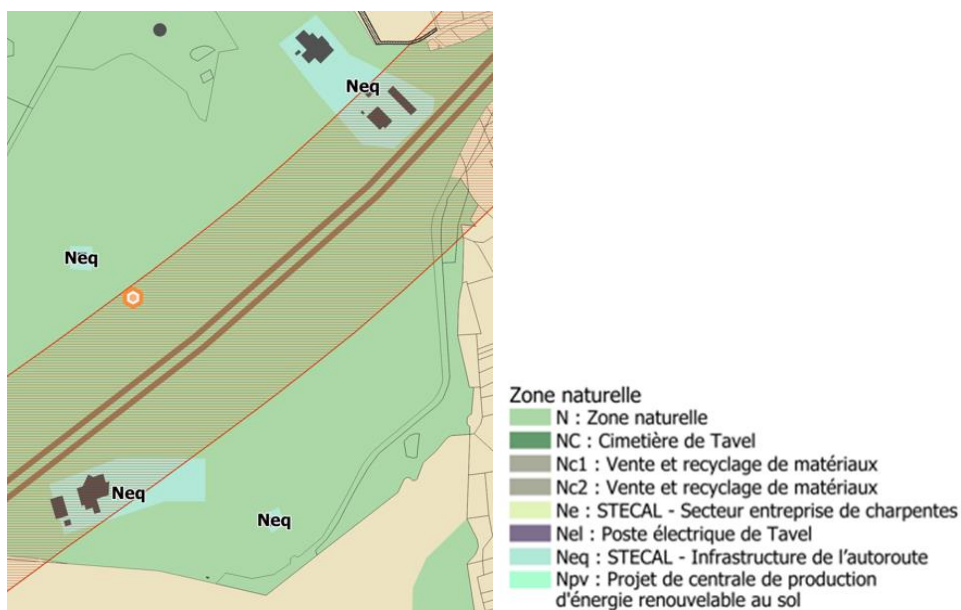 Neq
Neq
Neq
Neq
Zone naturelle
N : Zone naturelle
NC : Cimetière de Tavel
Nc1 : Vente et recyclage de matériaux
Nc2 : Vente et recyclage de matériaux
Ne : STECAL - Secteur entreprise de charpentes
Nel : Poste électrique de Tavel
Neq : STECAL - Infrastructure de l'autoroute
Npv : Projet de centrale de production
d'énergie renouvelable au sol